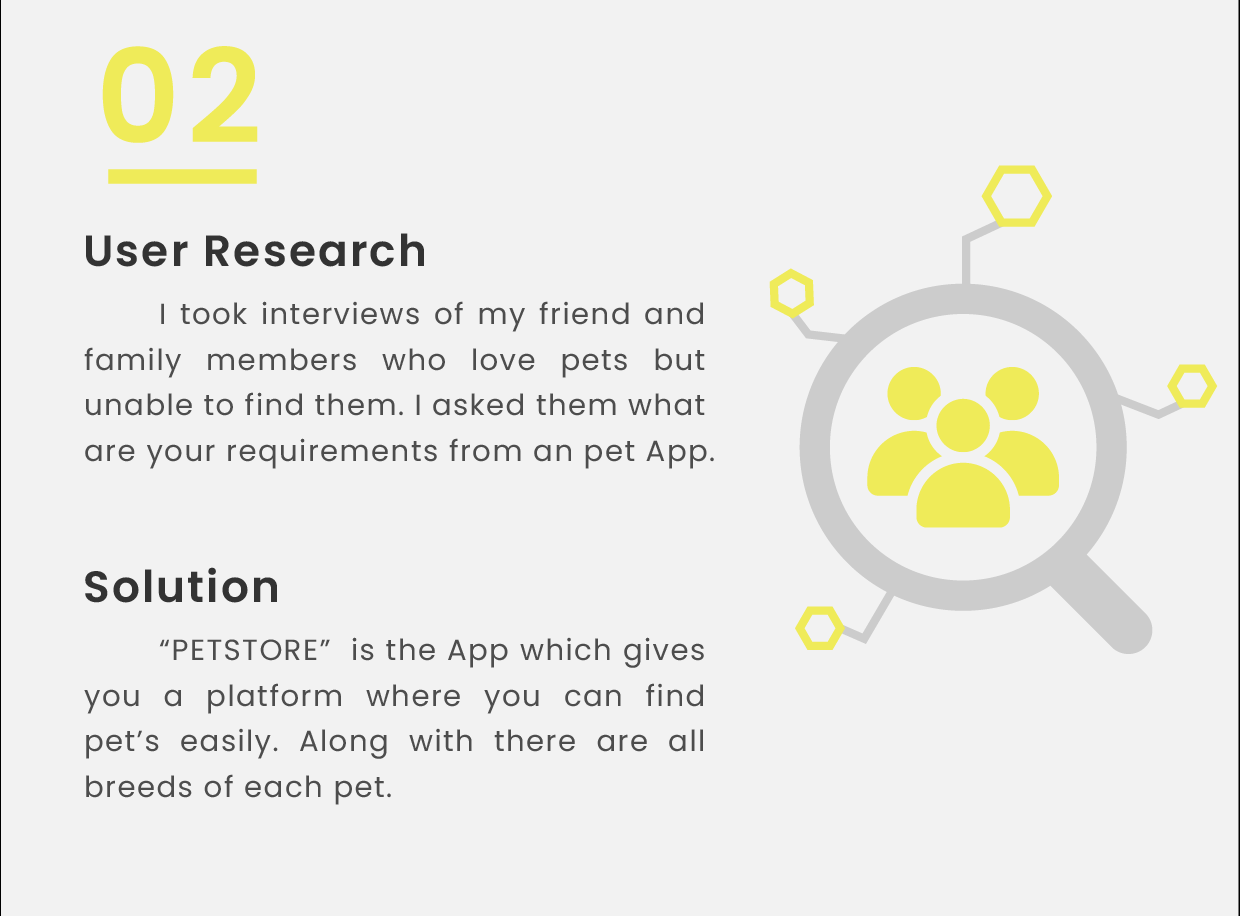 02
User Research
I took interviews of my friend and
family members who love pets but
unable to find them. I asked them what
are your requirements from an pet App.
Solution
“PETSTORE” is the App which gives
you a platform where you can find
pet’s easily. Along with there are all
breeds of each pet.